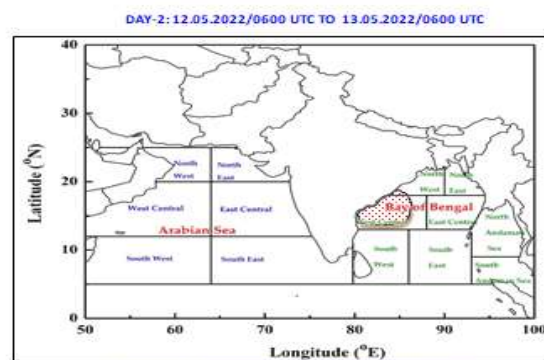 DAY-2: 12.05.2022/0600 UTC TO 13.05.2022/0600 UTC
40
30
20
10
0
Latitude (⁰N)
North West
North East
West Central
East Central
Arabian Sea
South West
South East
North West
North East
Bay of Bengal
East Central
South West
South East
North Andaman Sea
South Andaman Sea
50
60
70
80
90
100
Longitude (⁰E)